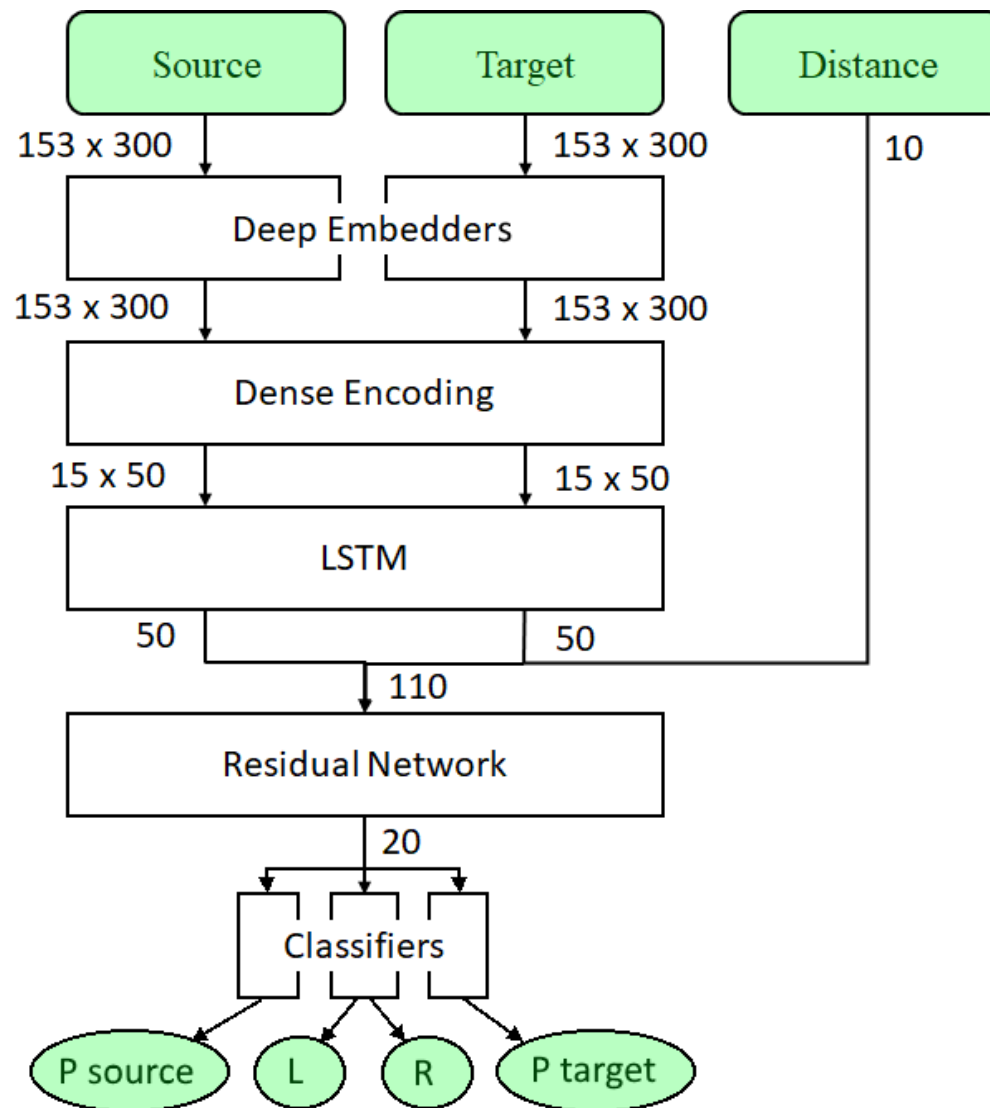 Source Target Distance
153 x 300 153 x 300 10
Deep Embedders
153 x 300 153 x 300
Dense Encoding
15 x 50 15 x 50
LSTM
50 50
110
Residual Network
20
Classifiers
P source L R P target